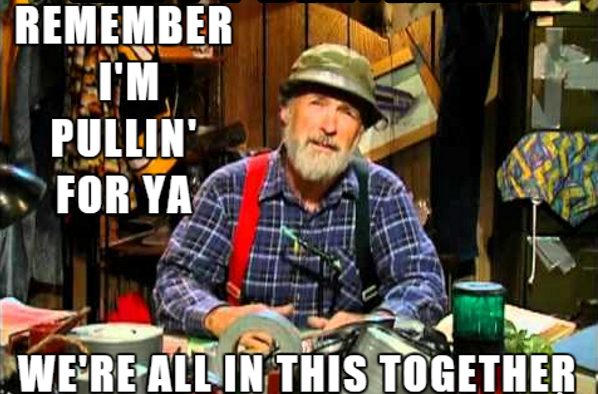 REMEMBER
I'M
PULLIN'
FOR YA
WE'RE ALL IN THIS TOGETHER